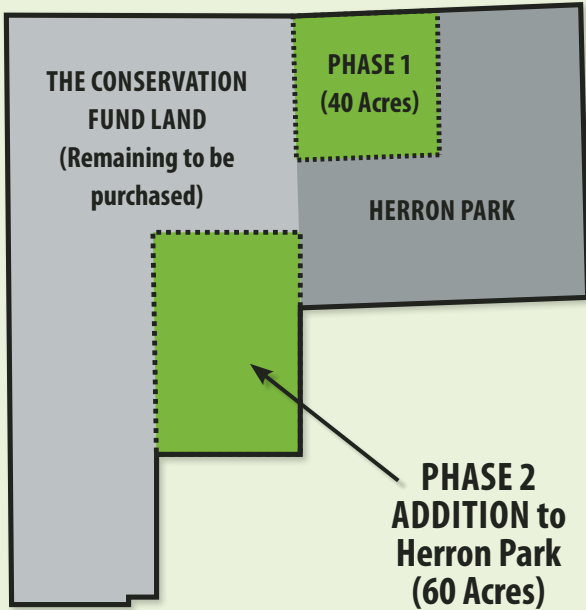 THE CONSERVATION
FUND LAND
(Remaining to be
purchased)
PHASE 1
(40 Acres)
HERRON PARK
PHASE 2
ADDITION to
Herron Park
(60 Acres)